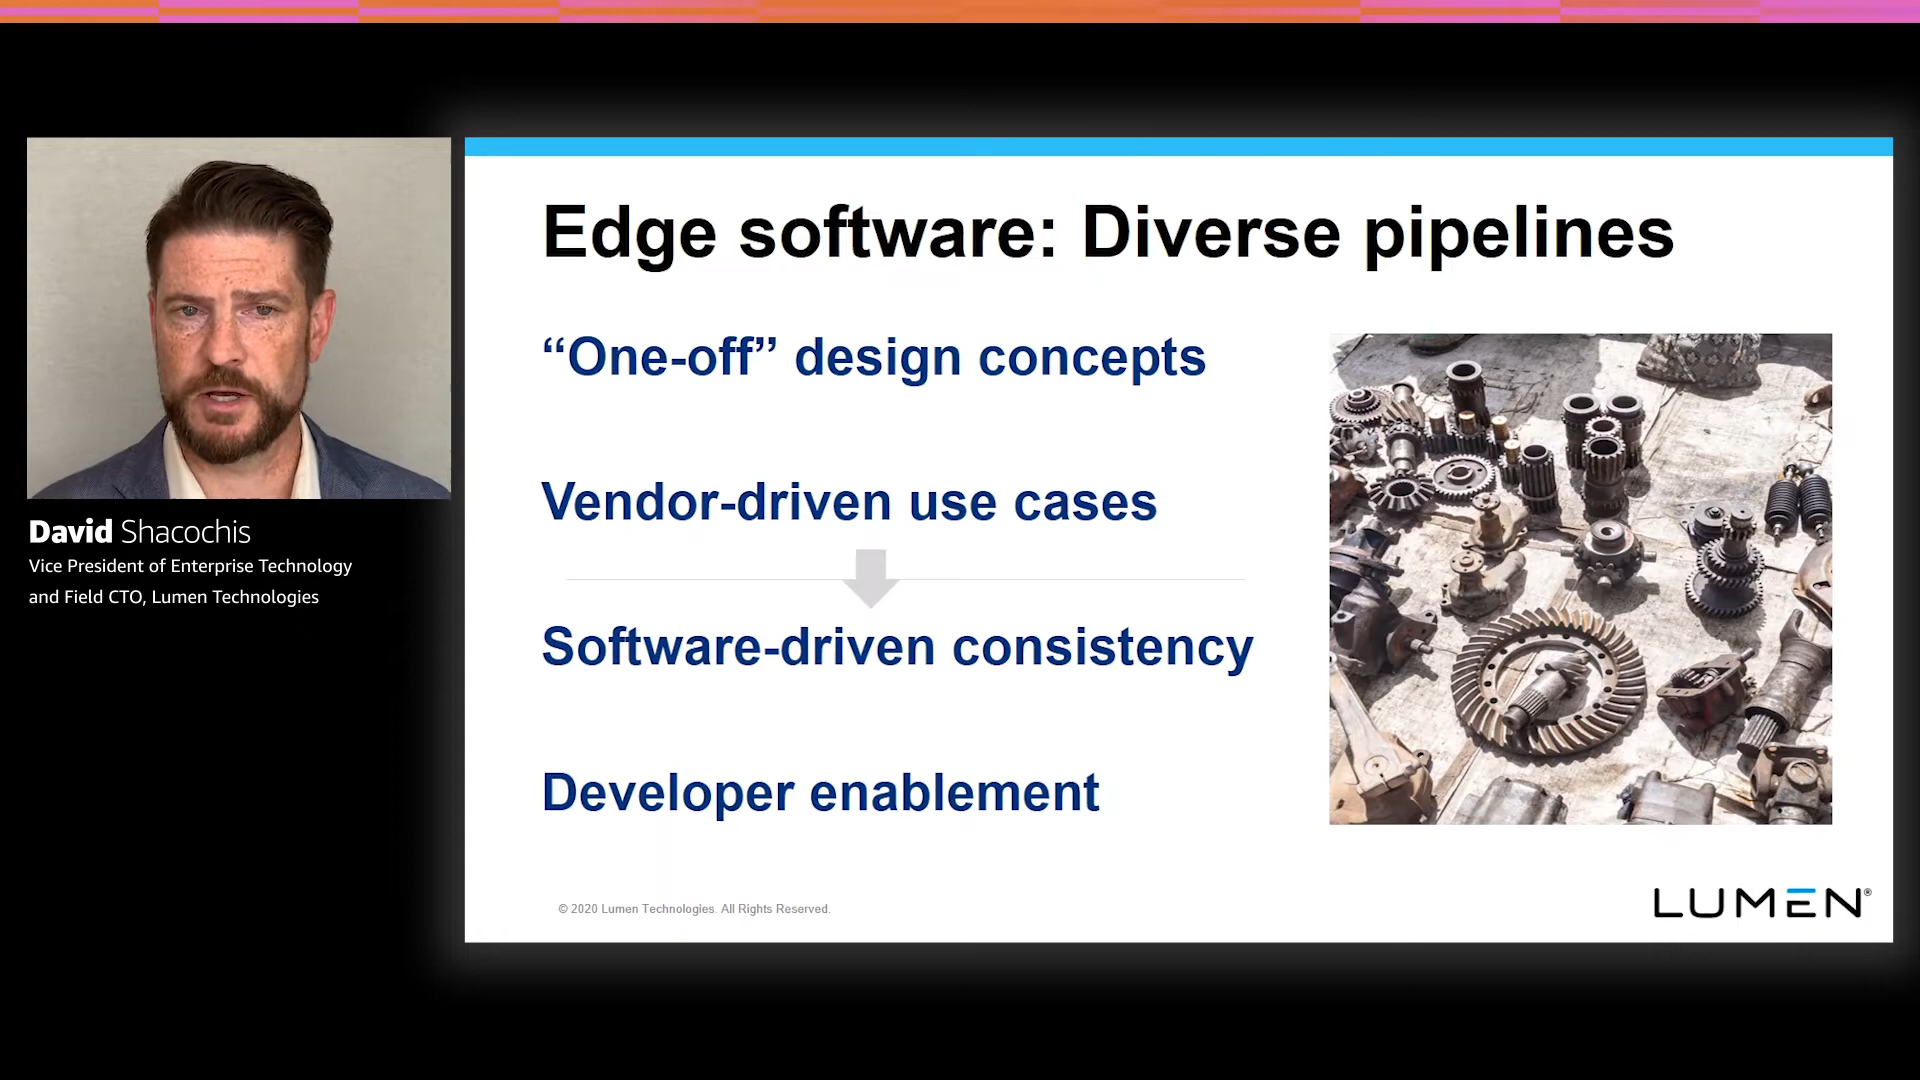 David Shacochis
Vice President of Enterprise Technology
and Field CTO, Lumen Technologies
Edge software: Diverse pipelines
“One-off” design concepts
Vendor-driven use cases
Software-driven consistency
Developer enablement
© 2020 Lumen Technologies. All Rights Reserved.
LUMEN®